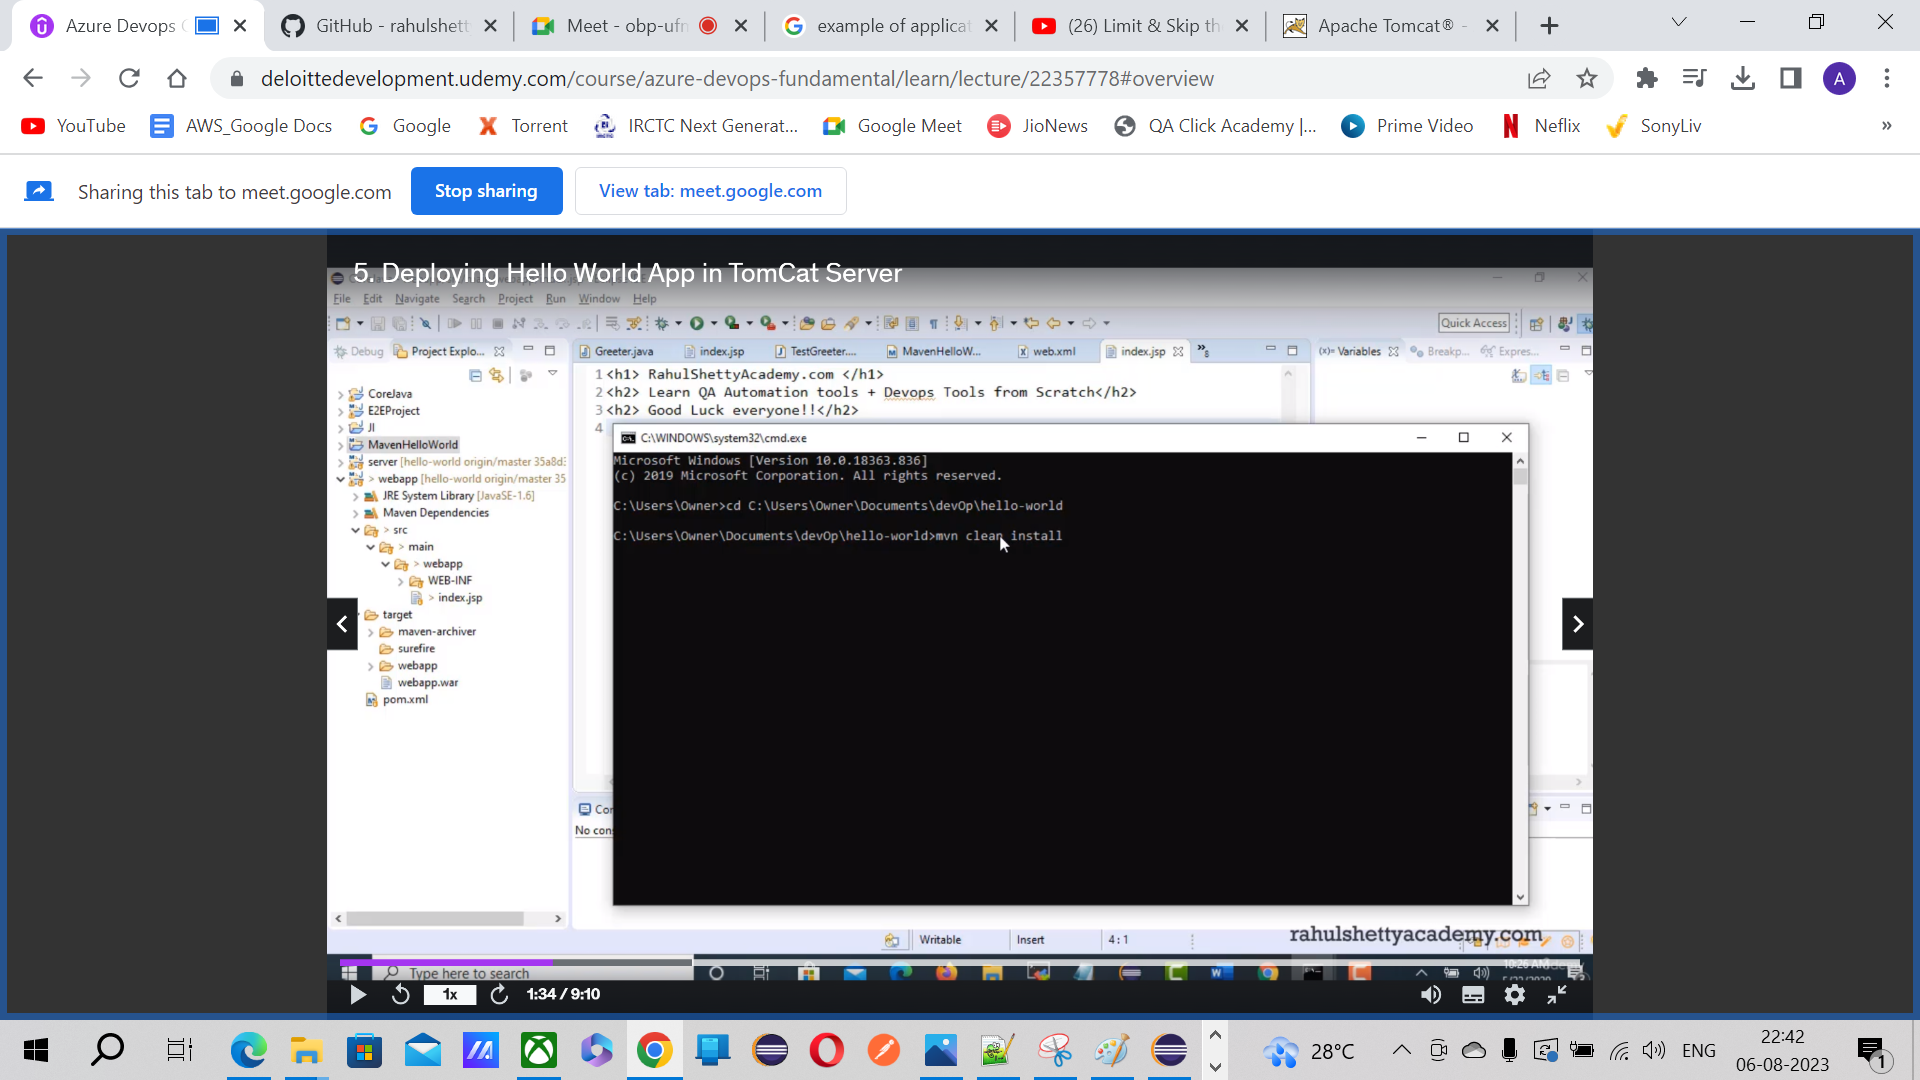 Azure Devops
GitHub - rahulshett
Meet - obp-ufn
example of applicat
(26) Limit & Skip th
Apache Tomcat® -
deloittedevelopment.udemy.com/course/azure-devops-fundamental/learn/lecture/22357778#overview
A
YouTube
AWS_Google Docs
Google
Torrent
IRCTC Next Generat...
Google Meet
JioNews
QA Click Academy |...
Prime Video
Neflix
SonyLiv
»
Sharing this tab to meet.google.com
Stop sharing
View tab: meet.google.com
5. Deploying Hello World App in TomCat Server
File Edit Navigate Search Project Run Window Help
Quick Access
Debug
Project Explo...
Greeter.java
index.jsp
TestGreeter....
MavenHelloW...
web.xml
index.jsp
(x)= Variables
Breakp...
Expres...
1 <h1> RahulShettyAcademy.com </h1>
2 <h2> Learn QA Automation tools + Devops Tools from Scratch</h2>
3 <h2> Good Luck everyone!!</h2>
4
CoreJava
E2EProject
JI
MavenHelloWorld
server [hello-world origin/master 35a8d3
> webapp [hello-world origin/master 35
JRE System Library [JavaSE-1.6]
Maven Dependencies
> src
> main
> webapp
WEB-INF
> index.jsp
target
maven-archiver
surefire
webapp
webapp.war
pom.xml
C:\WINDOWS\system32\cmd.exe
Microsoft Windows [Version 10.0.18363.836]
(c) 2019 Microsoft Corporation. All rights reserved.
C:\Users\Owner>cd C:\Users\Owner\Documents\devOp\hello-world
C:\Users\Owner\Documents\devOp\hello-world>mvn clean install
Con
No cons
Writable
Insert
4 : 1
rahulshettyacademy.com
Type here to search
10:26 AM
1x
1:34 / 9:10
28°C
ENG
22:42
06-08-2023
1